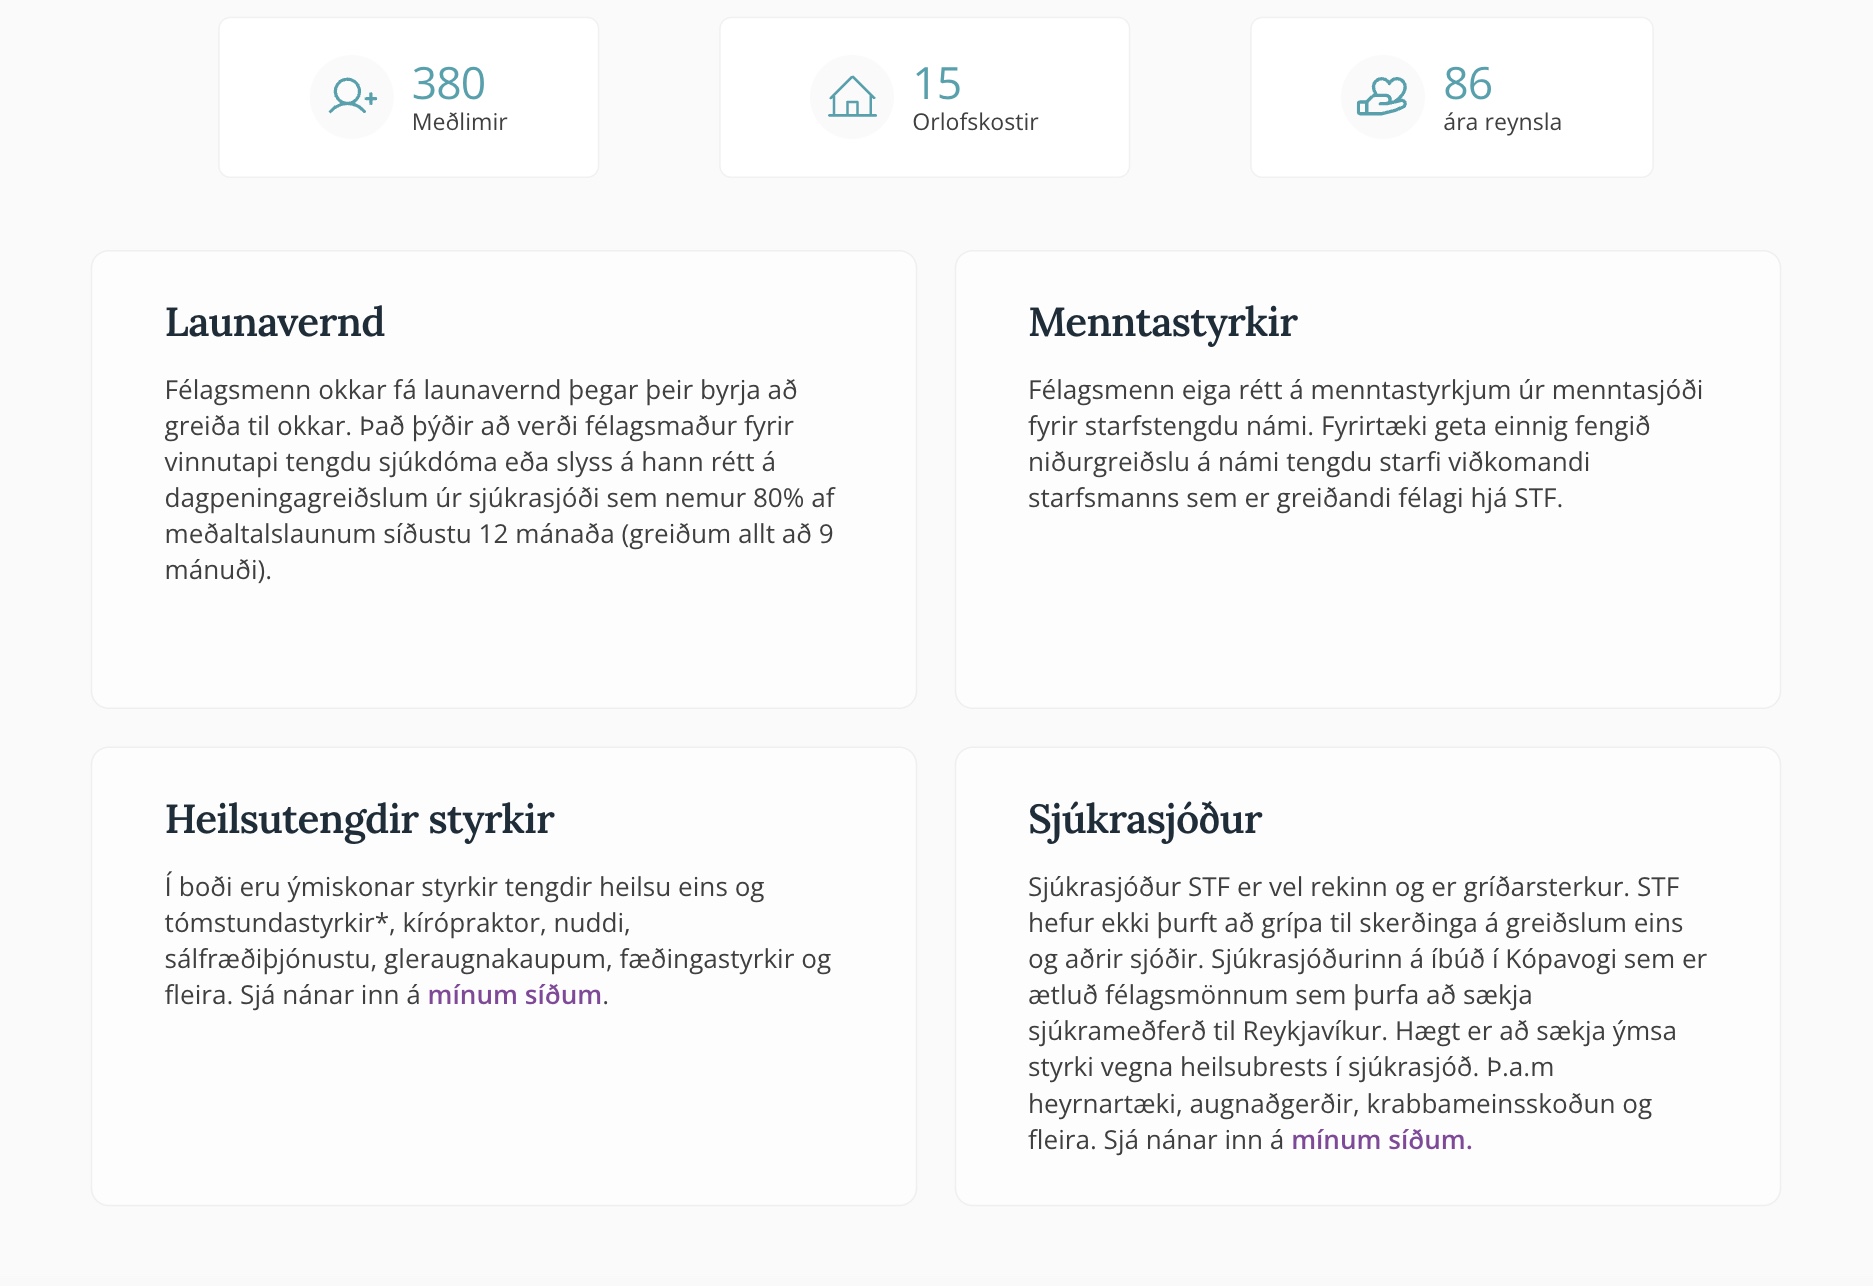 380
Meðlimir
15
Orlofskostir
86
ára reynsla
Launavernd
Félagsmenn okkar fá launavernd þegar þeir byrja að
greiða til okkar. Það þýðir að verði félagsmaður fyrir
vinnutapi tengdu sjúkdóma eða slyss á hann rétt á
dagpeningagreiðslum úr sjúkrasjóði sem nemur 80% af
meðaltalslaunum síðustu 12 mánaða (greiðum allt að 9
mánuði).
Menntastyrkir
Félagsmenn eiga rétt á menntastyrkjum úr menntasjóði
fyrir starfstengdu námi. Fyrirtæki geta einnig fengið
niðurgreiðslu á námi tengdu starfi viðkomandi
starfsmanns sem er greiðandi félagi hjá STF.
Heilsutengdir styrkir
Í boði eru ýmiskonar styrkir tengdir heilsu eins og
tómstundastyrkir*, kírópraktor, nuddi,
sálfræðiþjónustu, gleraugnakaupum, fæðingastyrkir og
fleira. Sjá nánar inn á mínum síðum.
Sjúkrasjóður
Sjúkrasjóður STF er vel rekinn og er gríðarsterkur. STF
hefur ekki þurft að grípa til skerðinga á greiðslum eins
og aðrir sjóðir. Sjúkrasjóðurinn á íbúð í Kópavogi sem er
ætluð félagsmönnum sem þurfa að sækja
sjúkrameðferð til Reykjavíkur. Hægt er að sækja ýmsa
styrki vegna heilsubrests í sjúkrasjóð. Þ.a.m
heyrnartæki, augnaðgerðir, krabbameinsskoðun og
fleira. Sjá nánar inn á mínum síðum.